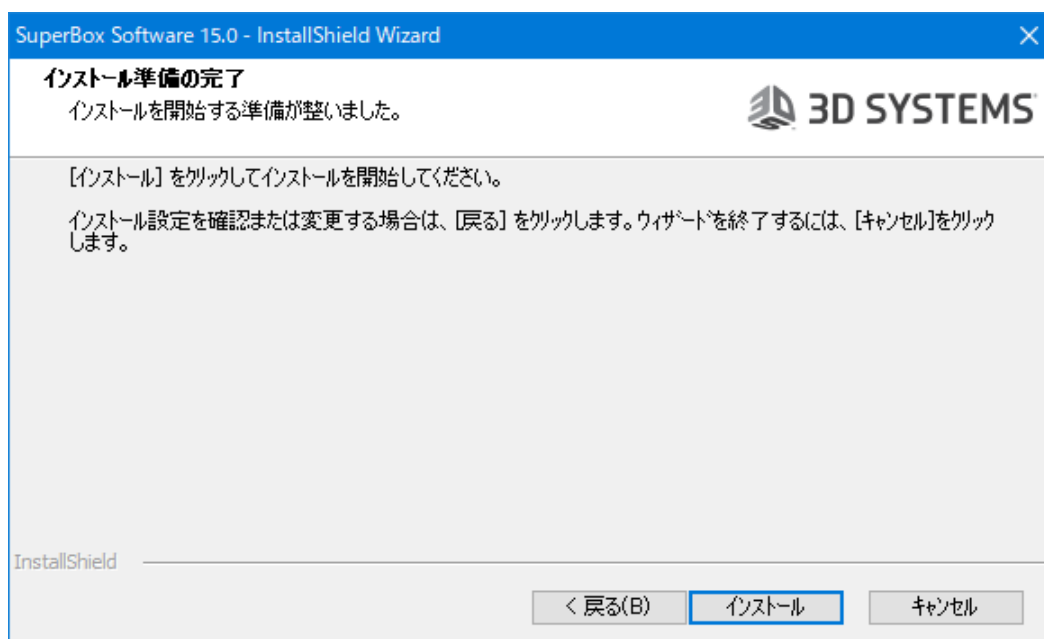 SuperBox Software 15.0 - InstallShield Wizard
インストール準備の完了
インストールを開始する準備が整いました。
3D SYSTEMS
[インストール] をクリックしてインストールを開始してください。
インストール設定を確認または変更する場合は、[戻る] をクリックします。ウィザードを終了するには、[キャンセル]をクリック
します。
InstallShield
< 戻る(B)
インストール
キャンセル